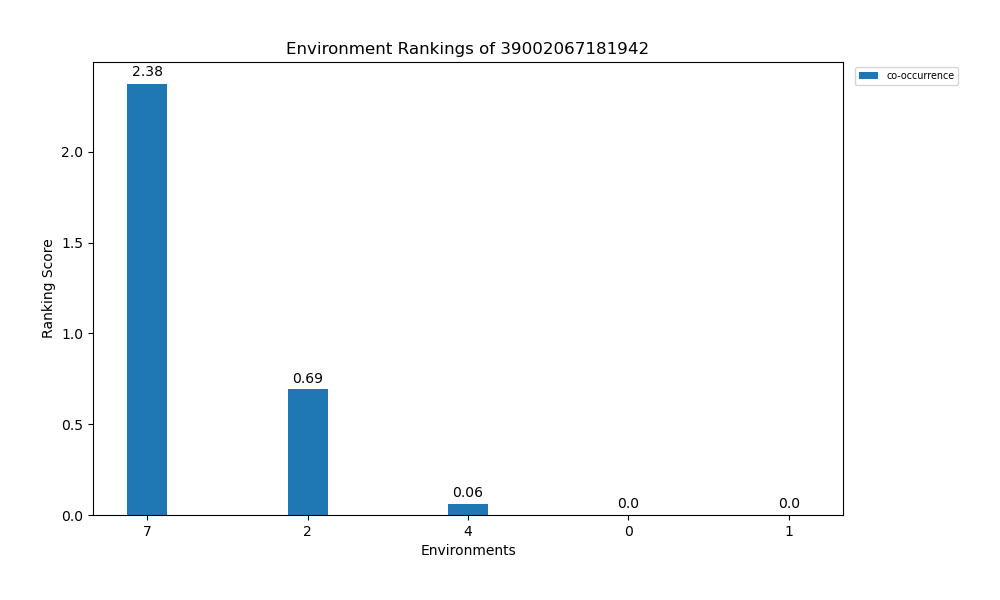 Environment Rankings of 39002067181942
co-occurrence
2.38
0.69
0.06
0.0
0.0
Ranking Score
2.0
1.5
1.0
0.5
0.0
7 2 4 0 1
Environments